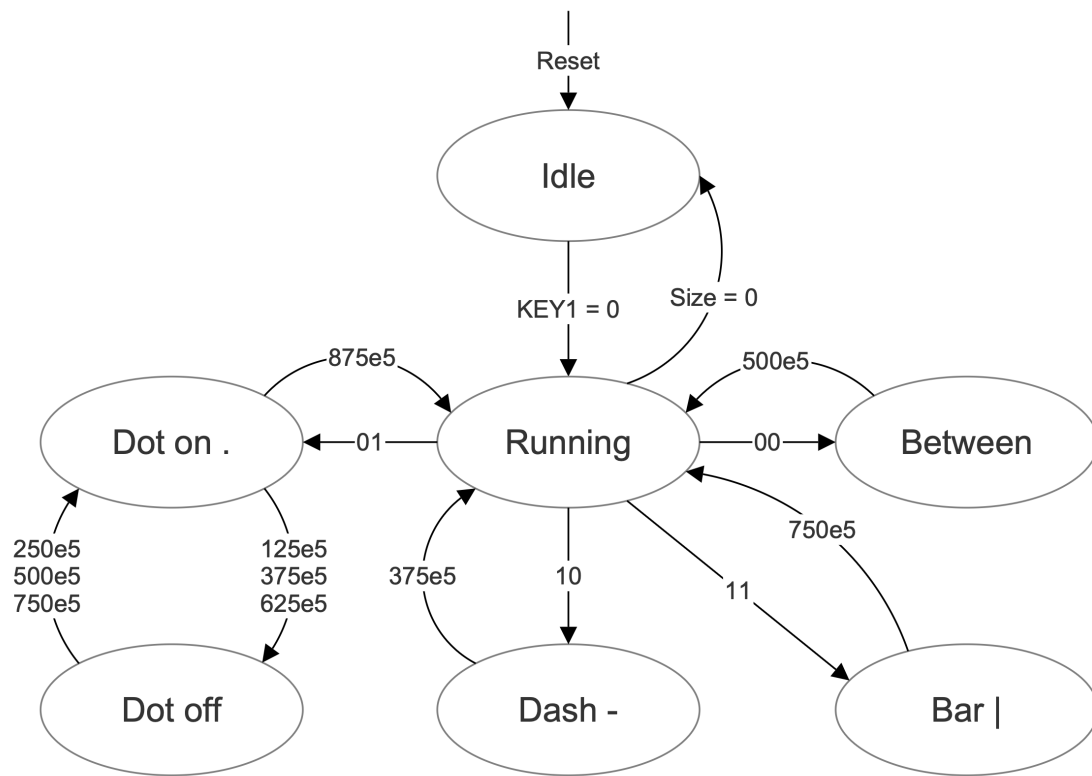 Reset
Idle
KEY1 = 0
Size = 0
875e5
500e5
Dot on .
01
Running
00
Between
750e5
250e5
500e5
750e5
125e5
375e5
625e5
375e5
10
11
Dot off
Dash -
Bar |